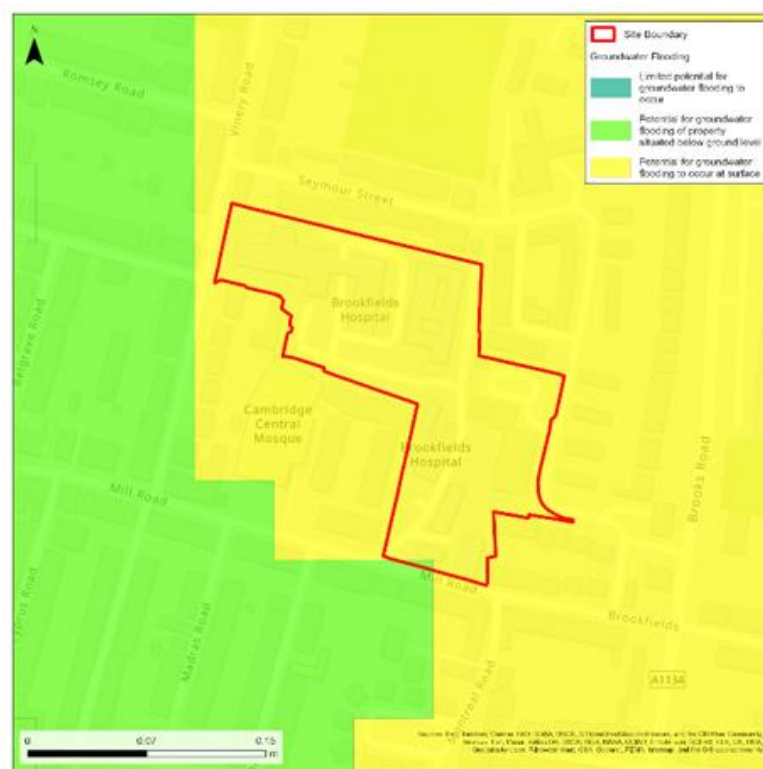 N
Site Boundary
Groundwater Flooding
Limited potential for
groundwater flooding to
occur
Potential for groundwater
flooding of property
situated below ground level
Potential for groundwater
flooding to occur at surface
Romsey Road
Vinery Road
Seymour Street
Brookfields
Hospital
Belgrave Road
Cambridge
Central
Mosque
Brookfields
Hospital
Brooks Road
Mill Road
Mill Road
Brookfields
Cyprus Road
Madras Road
A1134
0
0.07
0.15